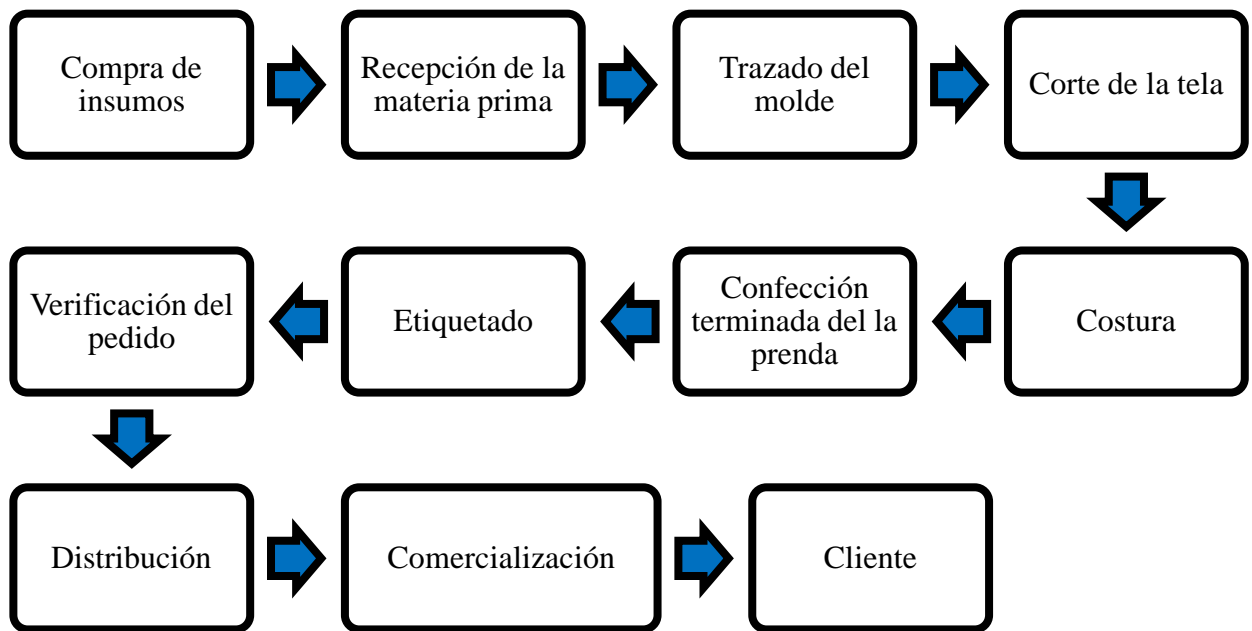 Compra de
insumos
Recepción de la
materia prima
Trazado del
molde
Corte de la tela
Costura
Confección
terminada del la
prenda
Etiquetado
Verificación del
pedido
Distribución
Comercialización
Cliente